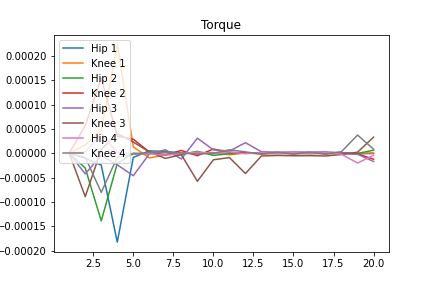 Torque
Hip 1
Knee 1
Hip 2
Knee 2
Hip 3
Knee 3
Hip 4
Knee 4
0.00020
0.00015
0.00010
0.00005
0.00000
−0.00005
−0.00010
−0.00015
−0.00020
2.5 5.0 7.5 10.0 12.5 15.0 17.5 20.0